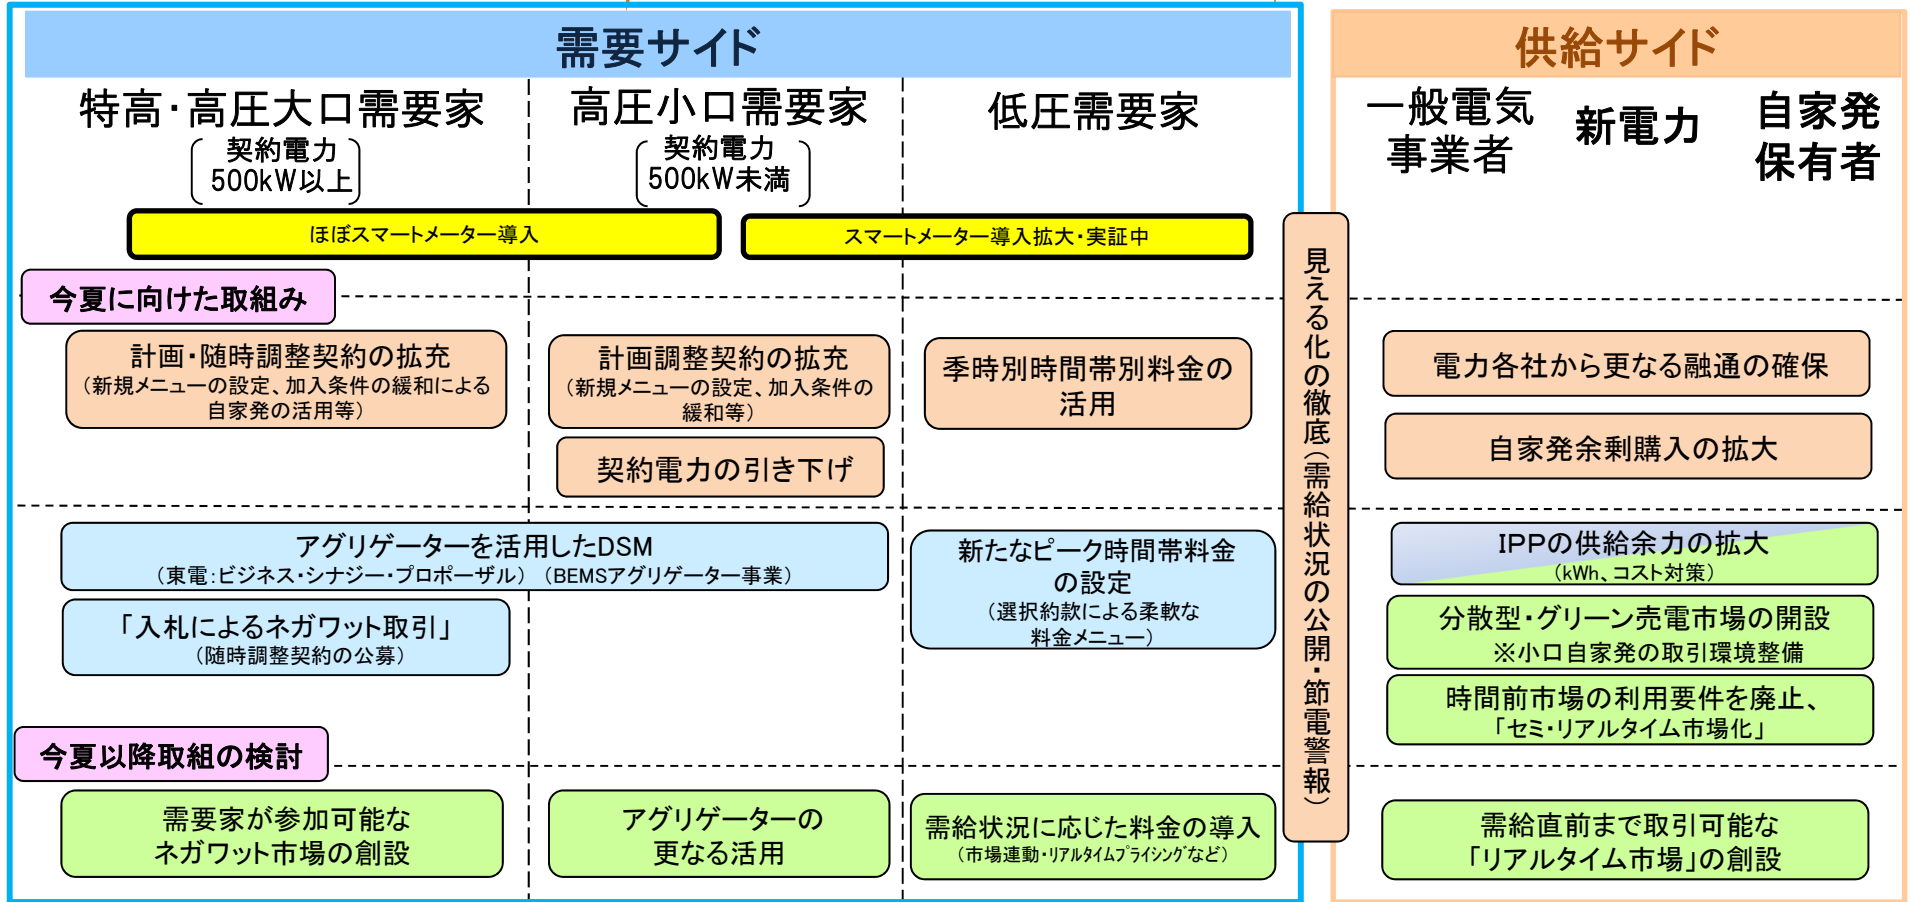 需要サイド
特高・高圧大口需要家
契約電力
500kW以上
高圧小口需要家
契約電力
500kW未満
低圧需要家
ほぼスマートメーター導入
スマートメーター導入拡大・実証中
今夏に向けた取組み
計画・随時調整契約の拡充
（新規メニューの設定、加入条件の緩和による
自家発の活用等）
計画調整契約の拡充
（新規メニューの設定、加入条件の
緩和等）
契約電力の引き下げ
季時別時間帯別料金の
活用
アグリゲーターを活用したDSM
（東電：ビジネス・シナジー・プロポーザル）（BEMSアグリゲーター事業）
「入札によるネガワット取引」
（随時調整契約の公募）
新たなピーク時間帯料金
の設定
（選択約款による柔軟な
料金メニュー）
今夏以降取組の検討
需要家が参加可能な
ネガワット市場の創設
アグリゲーターの
更なる活用
需給状況に応じた料金の導入
（市場連動・リアルタイムプライシングなど）
見える化の徹底（需給状況の公開・節電警報）
供給サイド
一般電気
事業者
新電力
自家発
保有者
電力各社から更なる融通の確保
自家発余剰購入の拡大
IPPの供給余力の拡大
（kWh、コスト対策）
分散型・グリーン売電市場の開設
※小口自家発の取引環境整備
時間前市場の利用要件を廃止、
「セミ・リアルタイム市場化」
需給直前まで取引可能な
「リアルタイム市場」の創設